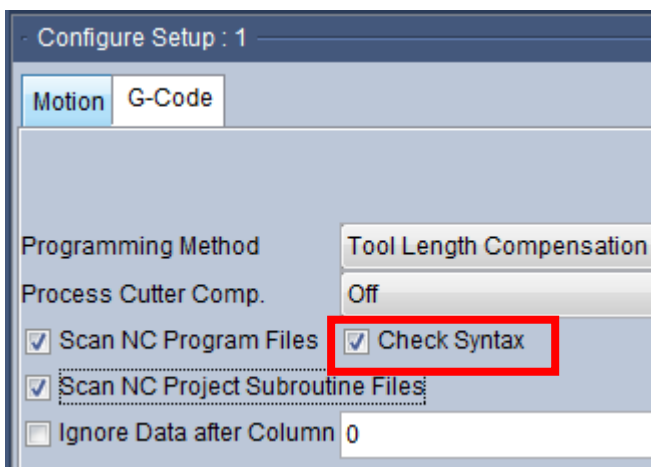 Configure Setup : 1
Motion G-Code
Programming Method Tool Length Compensation
Process Cutter Comp. Off
Scan NC Program Files Check Syntax
Scan NC Project Subroutine Files
Ignore Data after Column 0